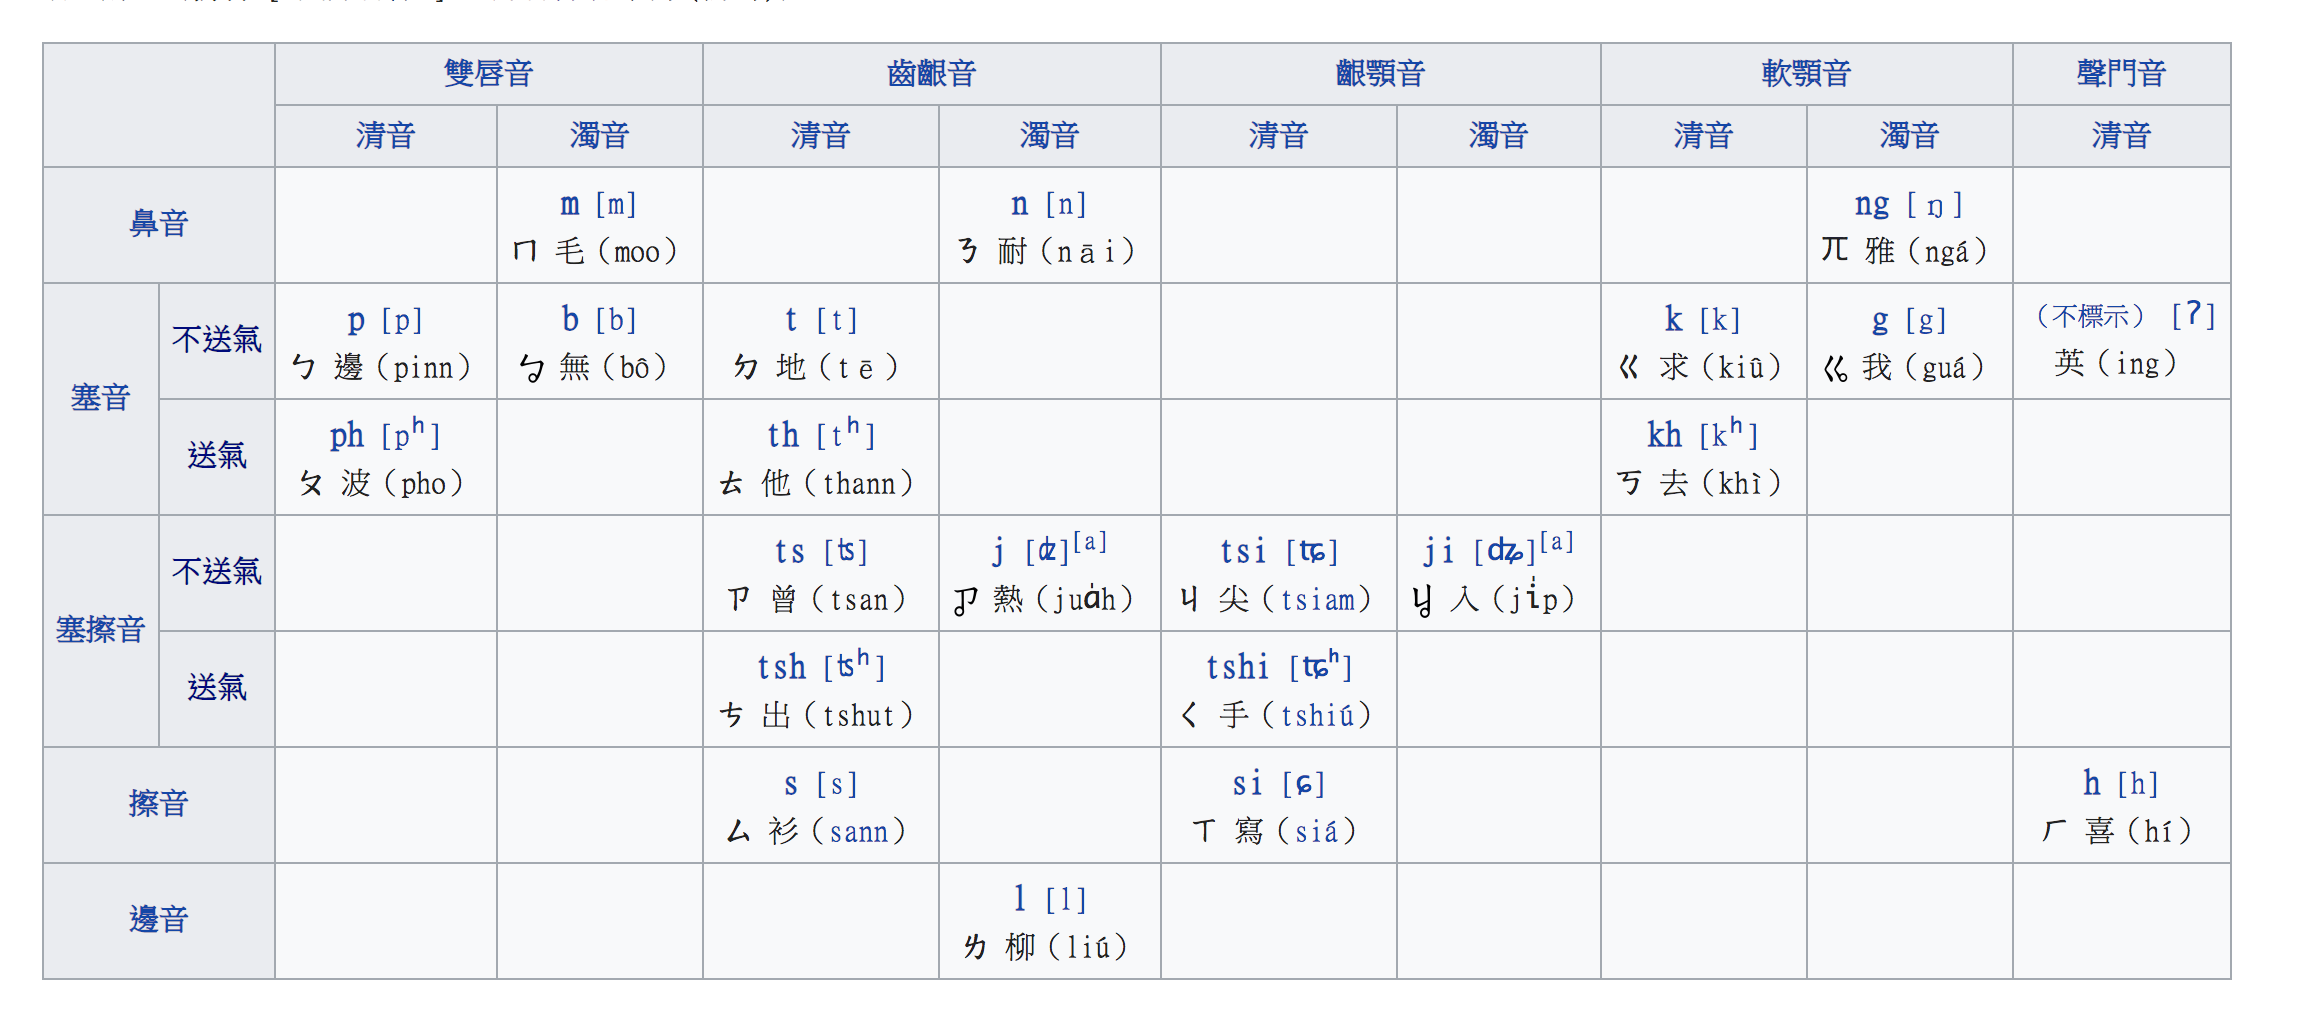 雙唇音 齒齦音 齦顎音 軟顎音 聲門音
清音 濁音 清音 濁音 清音 濁音 清音 濁音 清音
鼻音
m [m]
ㄇ 毛（moo）
n [n]
ㄋ 耐（nāi）
ng [ŋ]
ㄫ 雅（ngá）
塞音
不送氣
p [p]
ㄅ 邊（pinn）
b [b]
ㆠ 無（bô）
t [t]
ㄉ 地（tē）
k [k]
ㄍ 求（kiû）
g [g]
ㆣ 我（guá）
（不標示） [ʔ]
英（ing）
送氣
ph [pʰ]
ㄆ 波（pho）
th [tʰ]
ㄊ 他（thann）
kh [kʰ]
ㄎ 去（khì）
塞擦音
不送氣
ts [ʦ]
ㄗ 曾（tsan）
j [ʣ][a]
ㆡ 熱（jua̍h）
tsi [ʨ]
ㄐ 尖（tsiam）
ji [ʥ][a]
ㆢ 入（ji̍p）
送氣
tsh [ʦʰ]
ㄘ 出（tshut）
tshi [ʨʰ]
ㄑ 手（tshiú）
擦音
s [s]
ㄙ 衫（sann）
si [ɕ]
ㄒ 寫（siá）
h [h]
ㄏ 喜（hí）
邊音
l [l]
ㄌ 柳（liú）